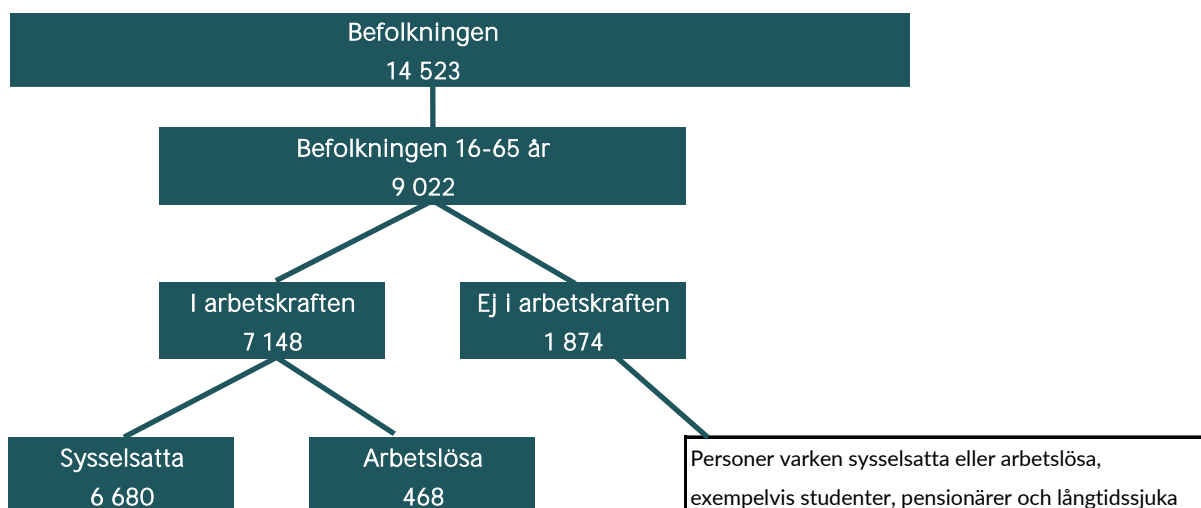 Befolkningen
14 523
Befolkningen 16-65 år
9 022
I arbetskraften
7 148
Ej i arbetskraften
1 874
Sysselsatta
6 680
Arbetslösa
468
Personer varken sysselsatta eller arbetslösa,
exempelvis studenter, pensionärer och långtidssjuka